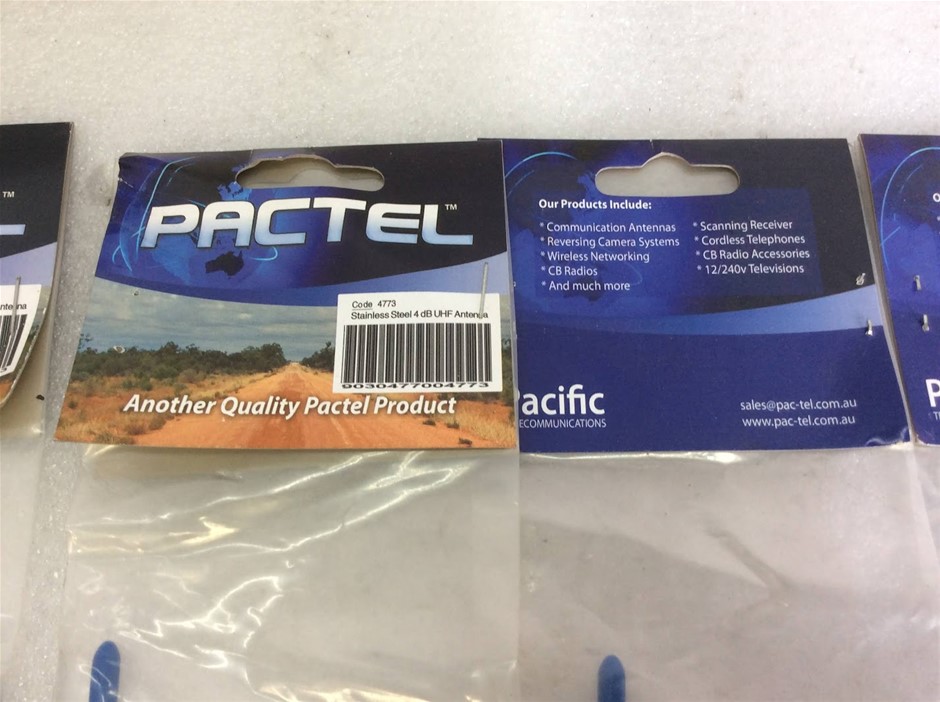 TM
PACTEL™
Code 4773
Stainless Steel 4 dB UHF Antenna
9030477004773
Another Quality Pactel Product
Our Products Include:
* Communication Antennas
* Reversing Camera Systems
* Wireless Networking
* CB Radios
* And much more
* Scanning Receiver
* Cordless Telephones
* CB Radio Accessories
* 12/240v Televisions
acific
ECOMMUNICATIONS
sales@pac-tel.com.au
www.pac-tel.com.au